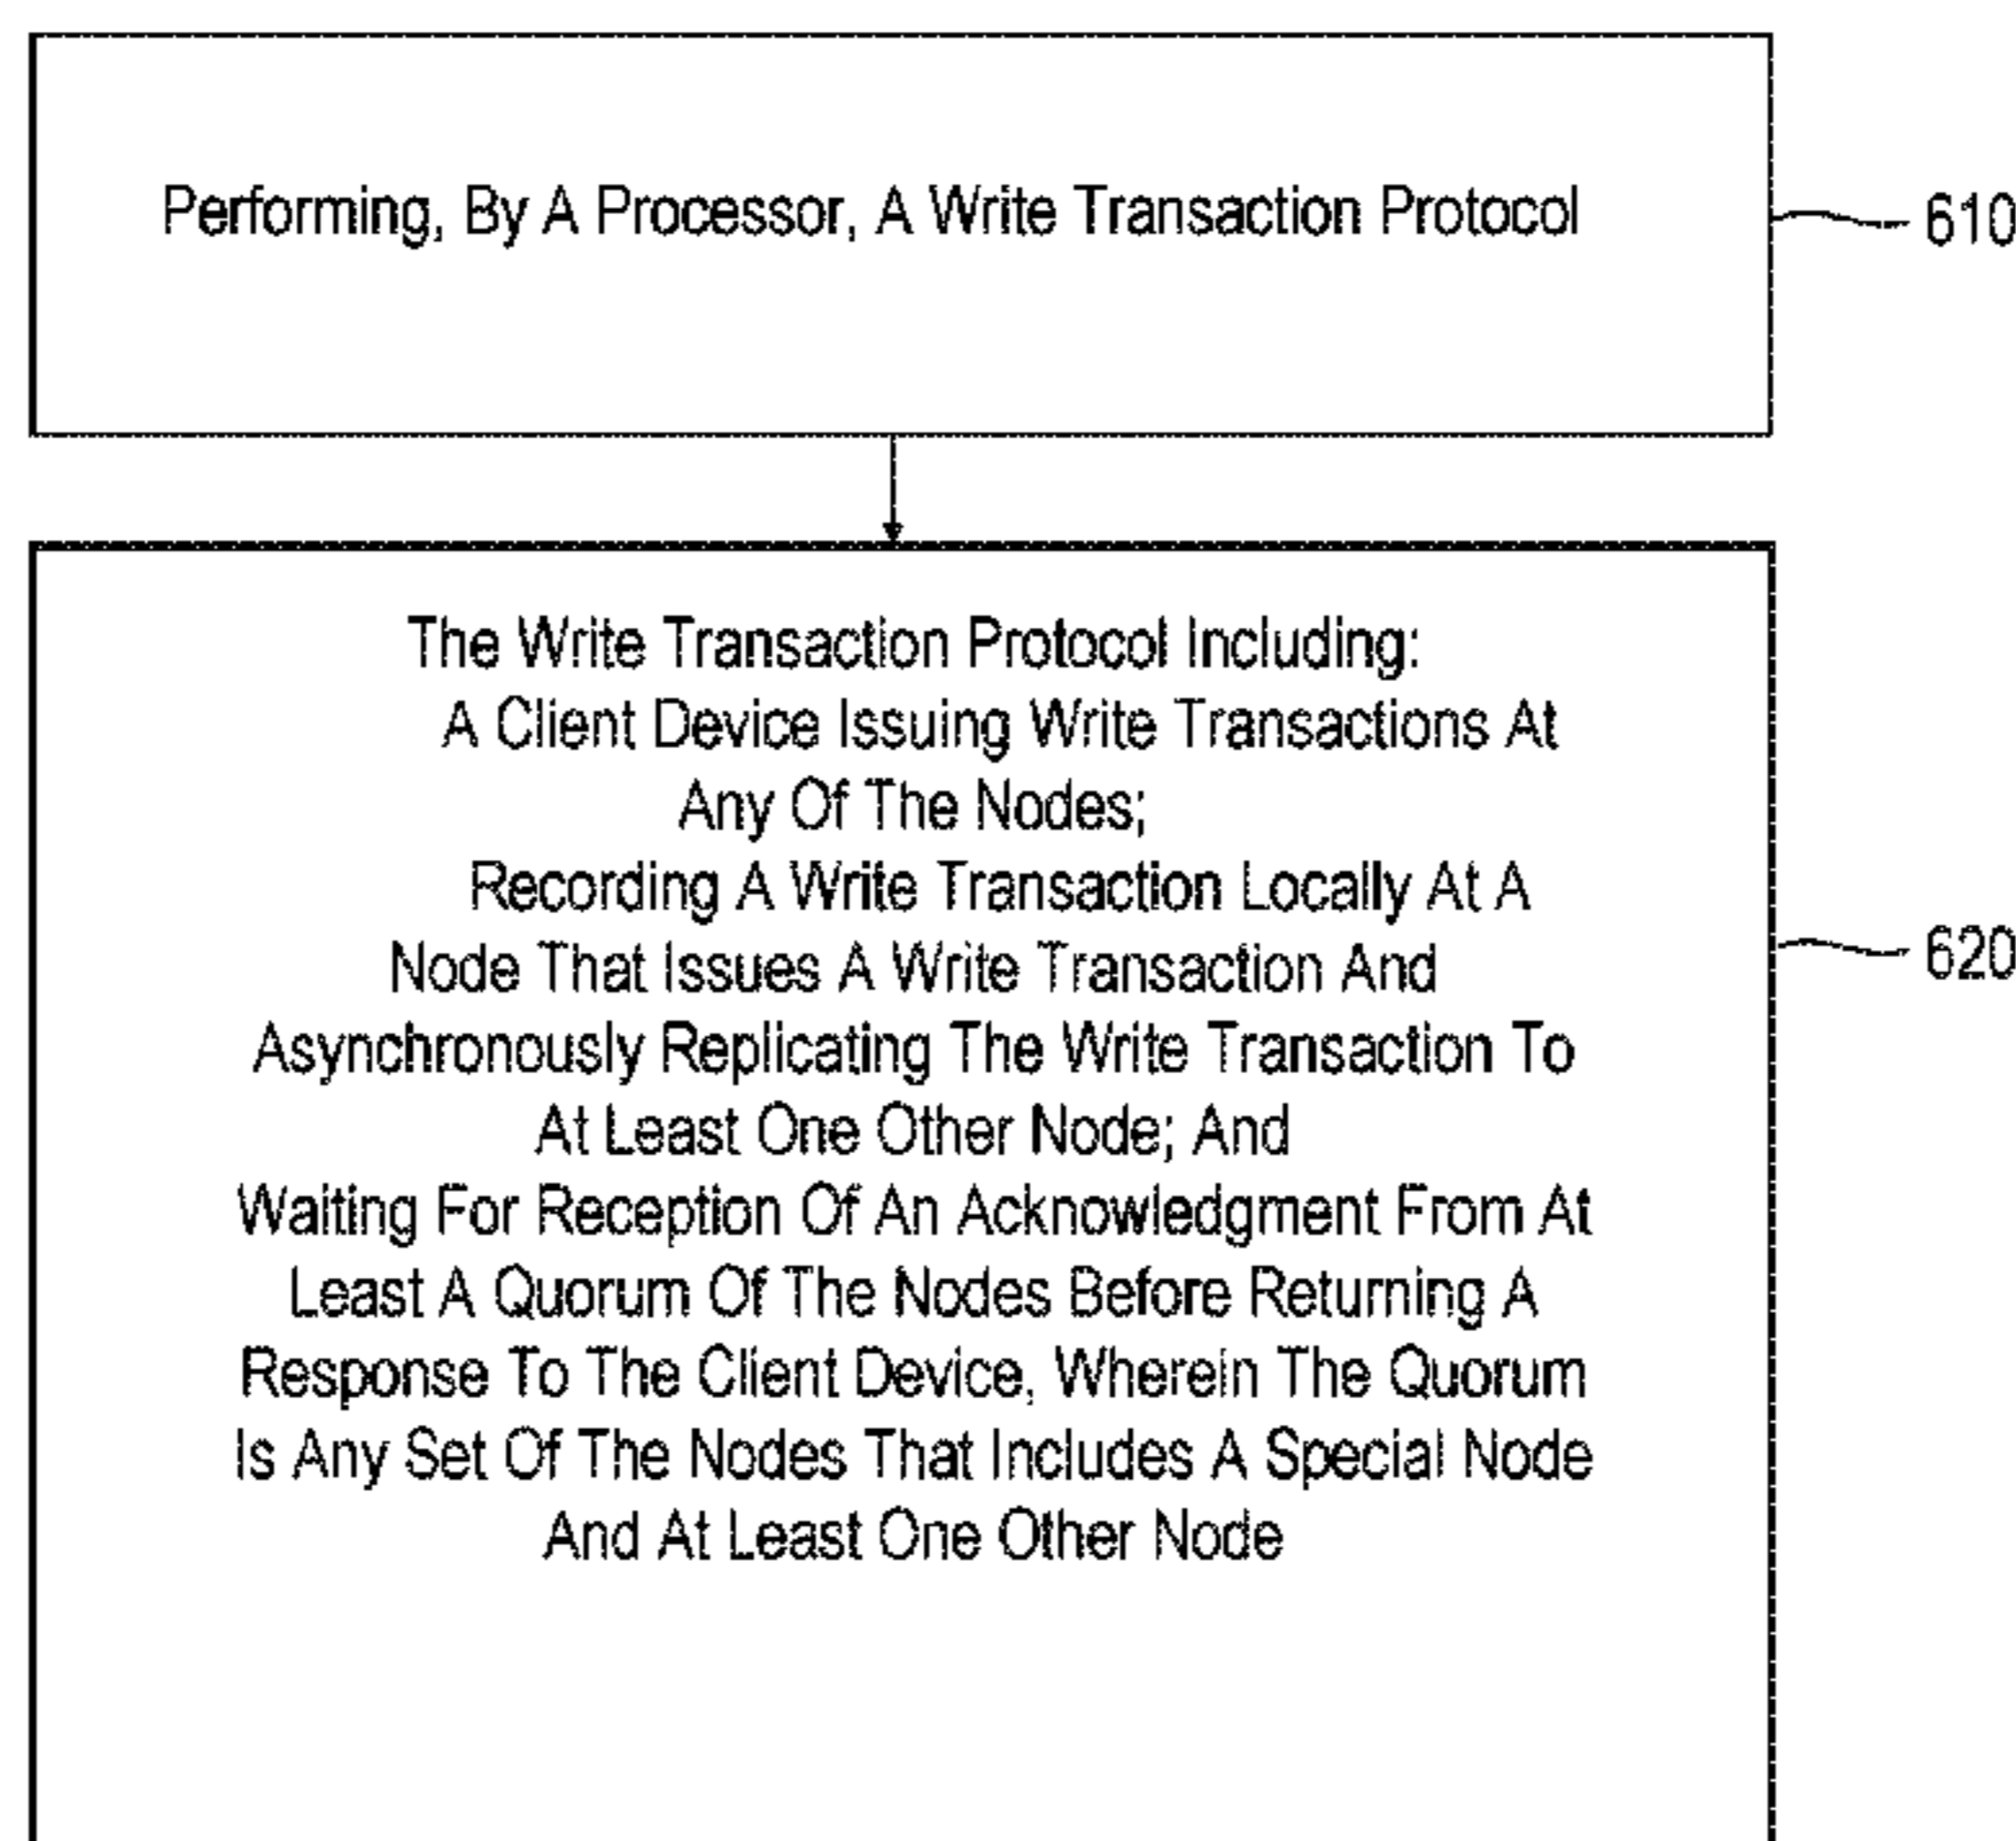 Performing, By A Processor, A Write Transaction Protocol
610
The Write Transaction Protocol Including:
A Client Device Issuing Write Transactions At
Any Of The Nodes;
Recording A Write Transaction Locally At A
Node That Issues A Write Transaction And
Asynchronously Replicating The Write Transaction To
At Least One Other Node; And
Waiting For Reception Of An Acknowledgment From At
Least A Quorum Of The Nodes Before Returning A
Response To The Client Device, Wherein The Quorum
Is Any Set Of The Nodes That Includes A Special Node
And At Least One Other Node
620